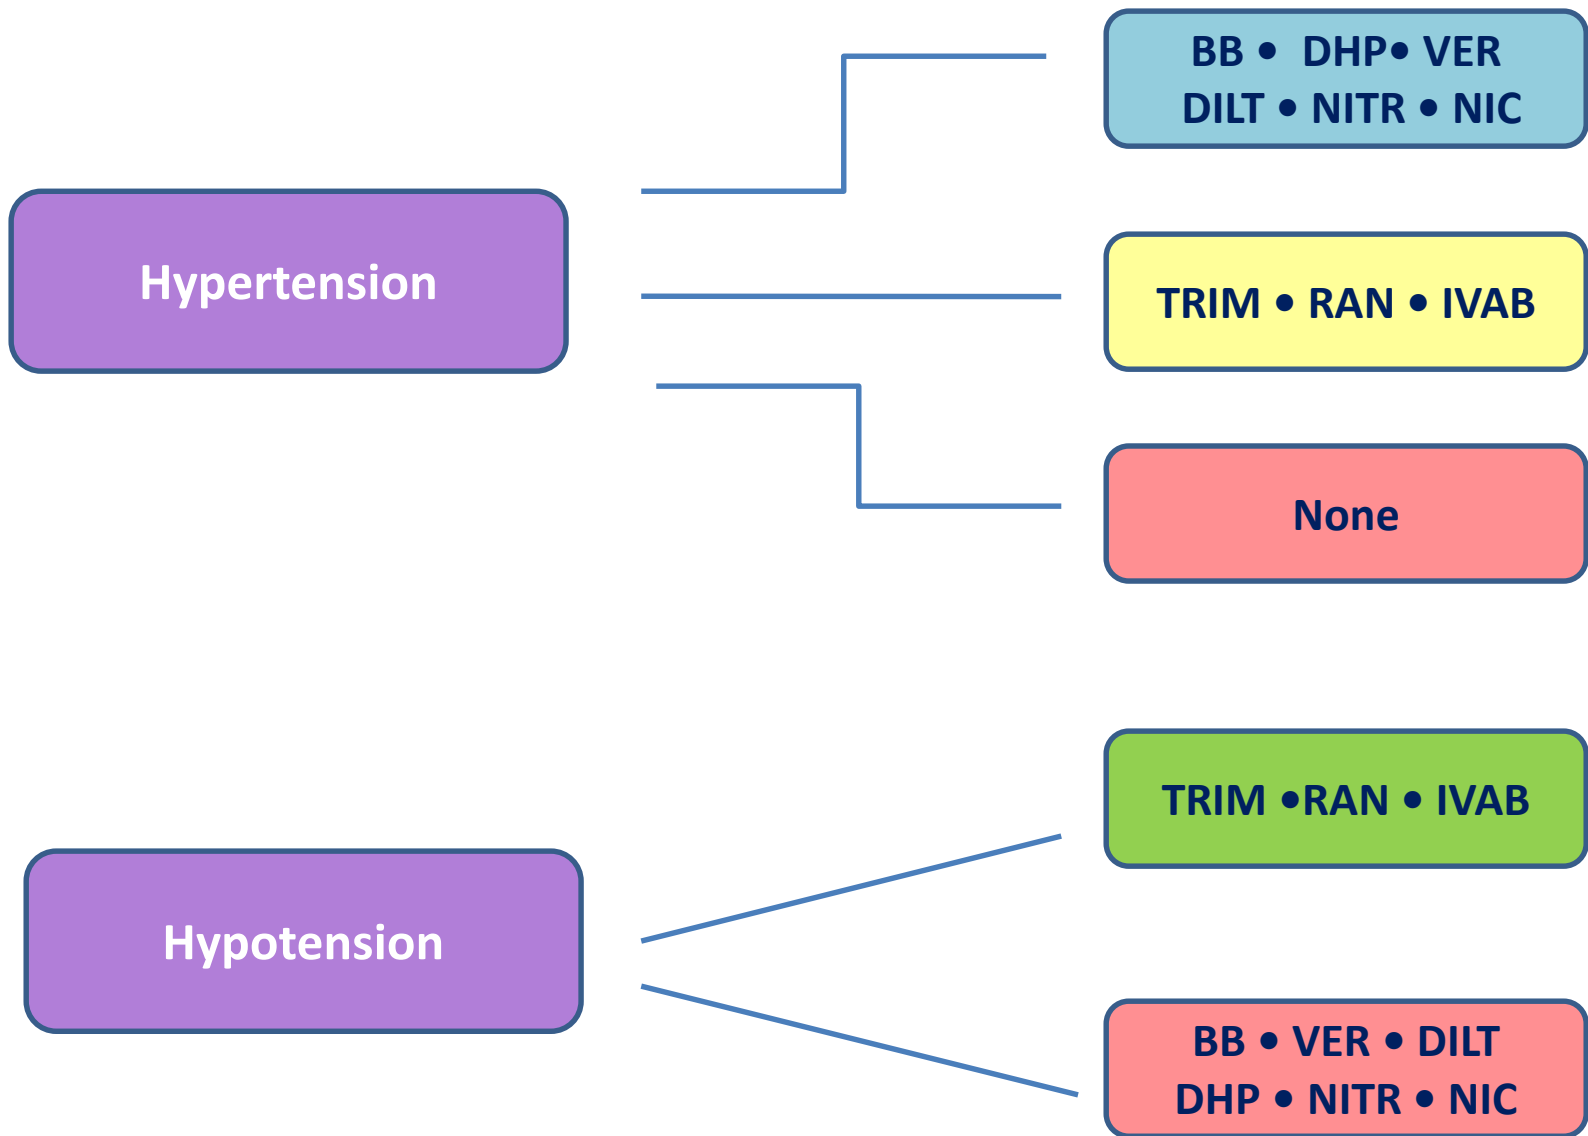 BB •  DHP• VER
DILT • NITR • NIC
Hypertension
TRIM • RAN • IVAB
None
TRIM •RAN • IVAB
Hypotension
BB • VER • DILT
DHP • NITR • NIC